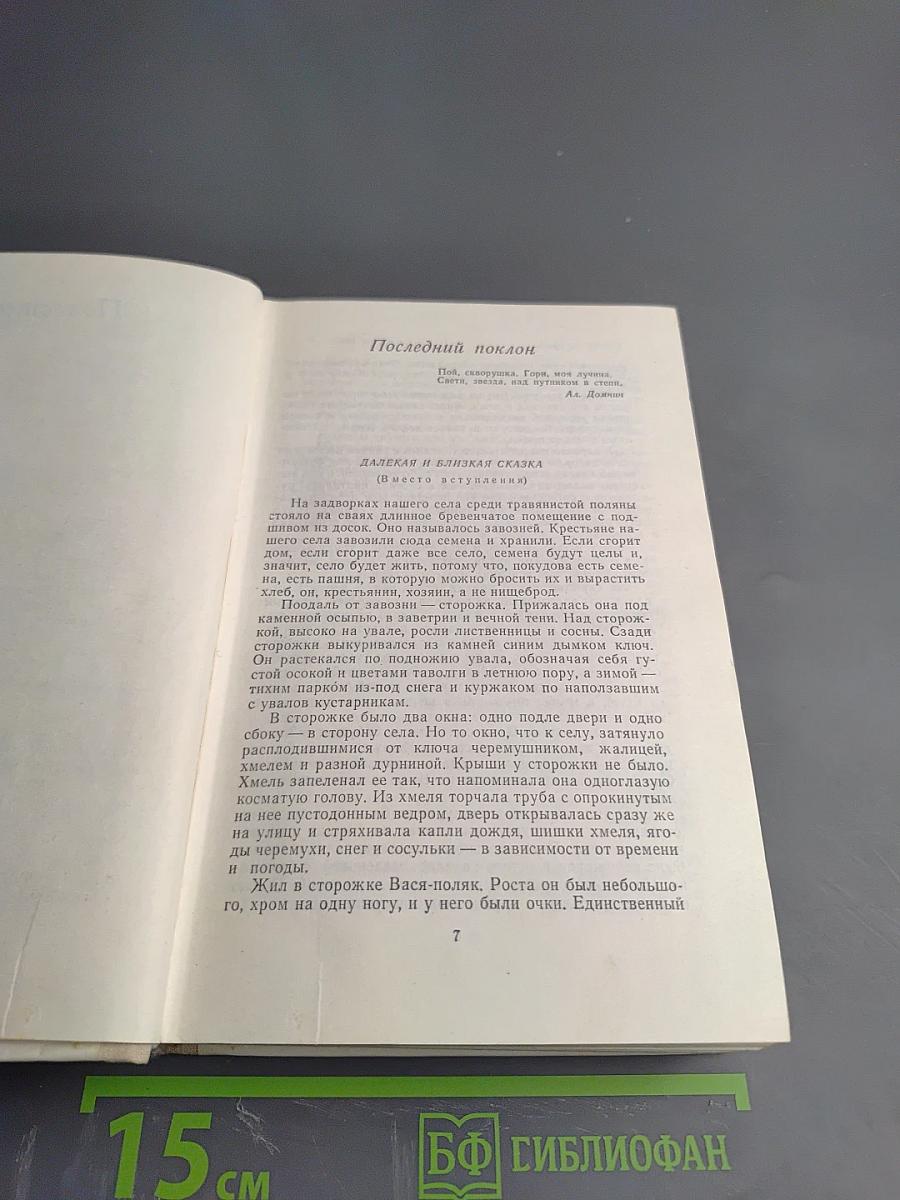 Последний поклон
Пой, скворушка. Гори, моя лучина,
Свети, звезда, над путником в степи.
Ал. Домнин
ДАЛЕКАЯ И БЛИЗКАЯ СКАЗКА
(Вместо вступления)
На задворках нашего села среди травянистой поляны
стояло на сваях длинное бревенчатое помещение с под-
шивом из досок. Оно называлось завозней. Крестьяне на-
шего села завозили сюда семена и хранили. Если сгорит
дом, если сгорит даже все село, семена будут целы и,
значит, село будет жить, потому что, покудова есть семе-
на, есть пашня, в которую можно бросить их и вырастить
хлеб, он, крестьянин, хозяин, а не нищеброд.
Поодаль от завозни — сторожка. Прижалась она под
каменной осыпью, в заветрии и вечной тени. Над сторож-
кой, высоко на увале, росли лиственницы и сосны. Сзади
сторожки выкуривался из камней синим дымком ключ.
Он растекался по подножию увала, обозначая себя гу-
стой осокой и цветами таволги в летнюю пору, а зимой —
тихим парко́м из-под снега и куржаком по наползавшим
с увалов кустарникам.
В сторожке было два окна: одно подле двери и одно
сбоку — в сторону села. Но то окно, что к селу, затянуло
расплодившимися от ключа черемушником, жалицей,
хмелем и разной дурниной. Крыши у сторожки не было.
Хмель запеленал ее так, что напоминала она одноглазую
косматую голову. Из хмеля торчала труба с опрокинутым
на нее пустодонным ведром, дверь открывалась сразу же
на улицу и стряхивала капли дождя, шишки хмеля, яго-
ды черемухи, снег и сосульки — в зависимости от времени
и погоды.
Жил в сторожке Вася-поляк. Роста он был небольшо-
го, хром на одну ногу, и у него были очки. Единственный
7
15 см
БФ БИБЛИОФАН